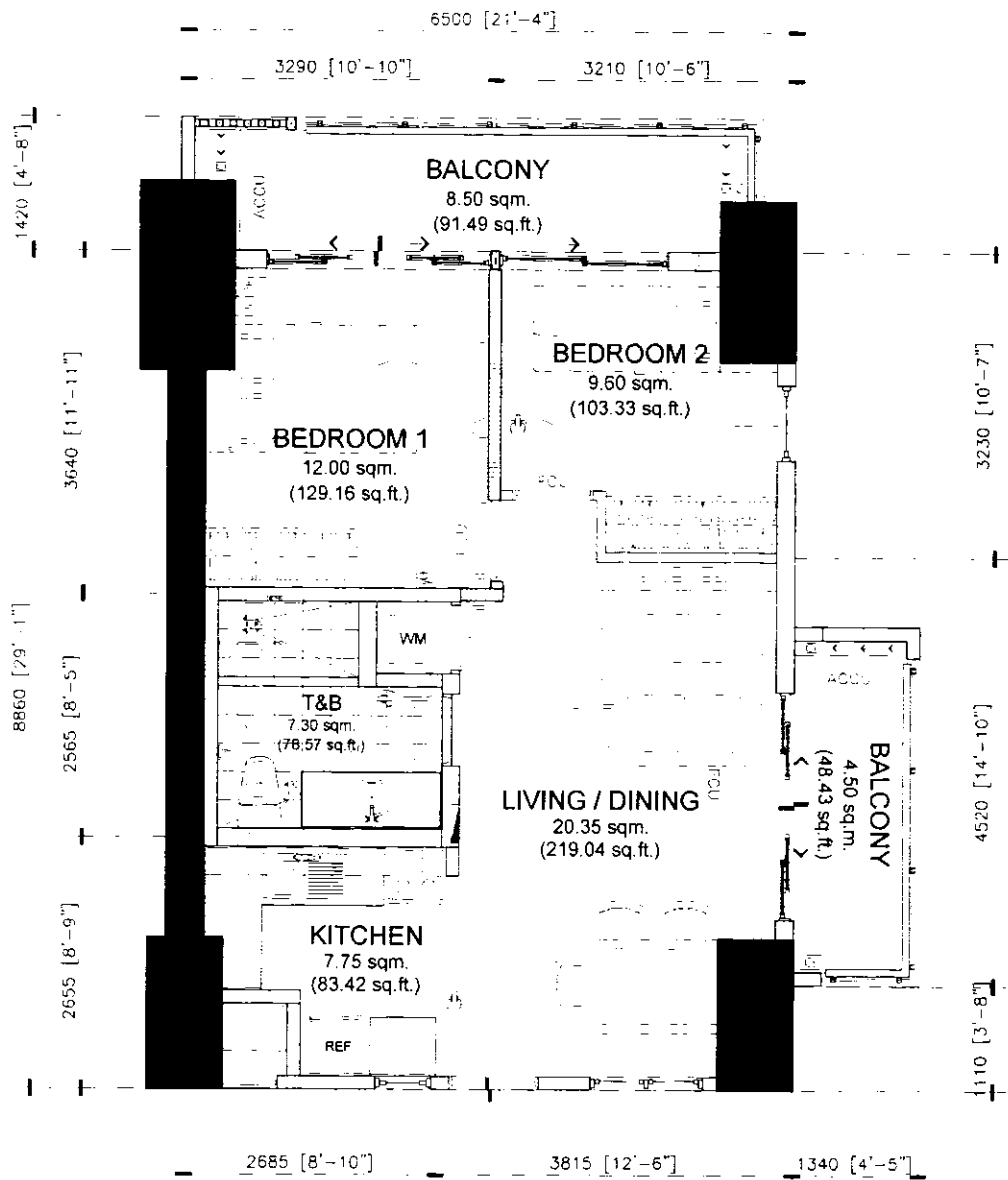 6500 [21'-4"]
3290 [10'-10"]
3210 [10'-6"]
1420 [4'-8"]
ACCU
BALCONY
8.50 sqm.
(91.49 sq.ft.)
3640 [11'-11"]
BEDROOM 2
9.60 sqm.
(103.33 sq.ft.)
3230 [10'-7"]
BEDROOM 1
12.00 sqm.
(129.16 sq.ft.)
FCU
8860 [29'-1"]
2565 [8'-5"]
WM
T&B
7.30 sqm.
(78.57 sq.ft.)
ACCU
FCU
BALCONY
4.50 sq.m.
(48.43 sq.ft.)
4520 [14'-10"]
LIVING / DINING
20.35 sqm.
(219.04 sq.ft.)
2655 [8'-9"]
KITCHEN
7.75 sqm.
(83.42 sq.ft.)
REF
1110 [3'-8"]
2685 [8'-10"]
3815 [12'-6"]
1340 [4'-5"]